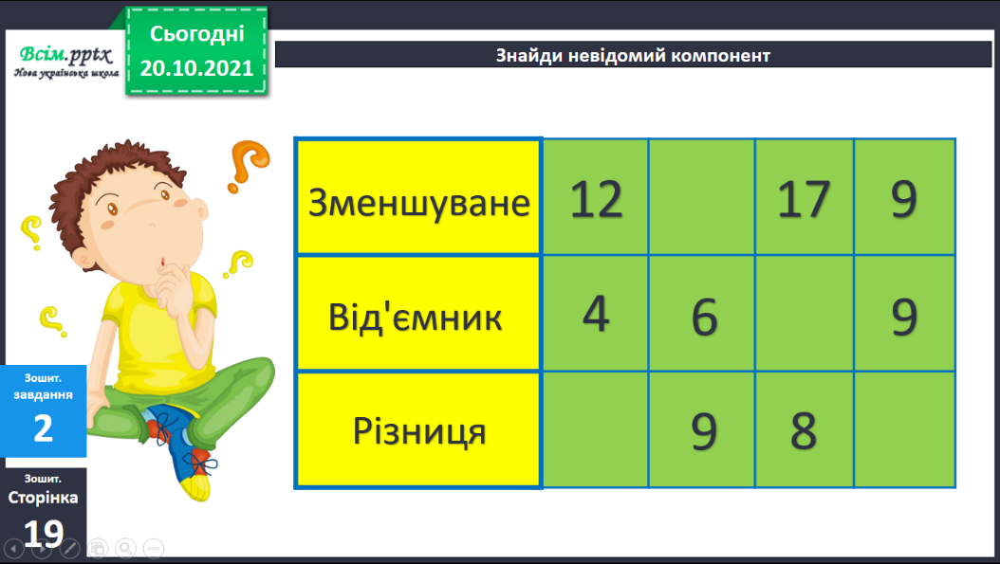 Всім.pptx
Нова українська школа
Сьогодні
20.10.2021
Знайди невідомий компонент
Зменшуване 12 17 9
Від'ємник 4 6 9
Різниця 9 8
Зошит.
завдання
2
Зошит.
Сторінка
19